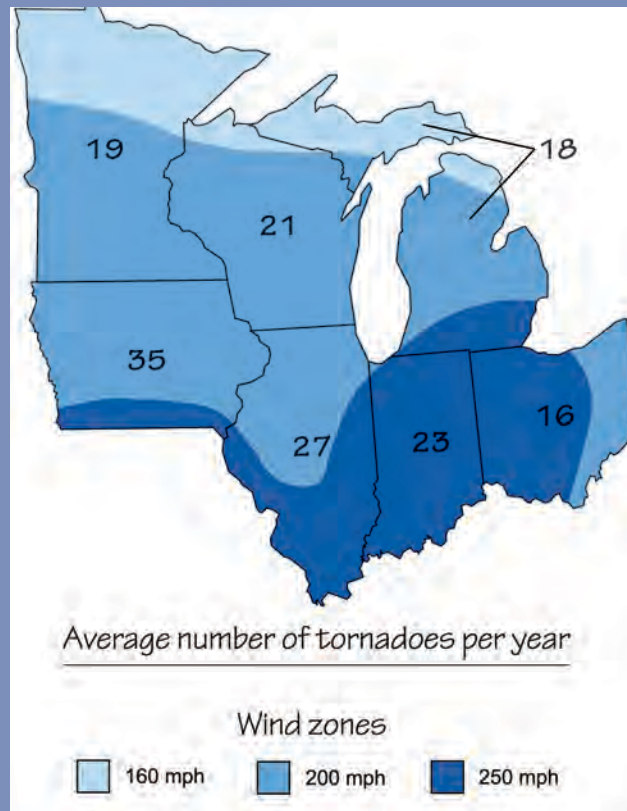 19
18
21
35
27
23
16
Average number of tornadoes per year
Wind zones
160 mph 200 mph 250 mph